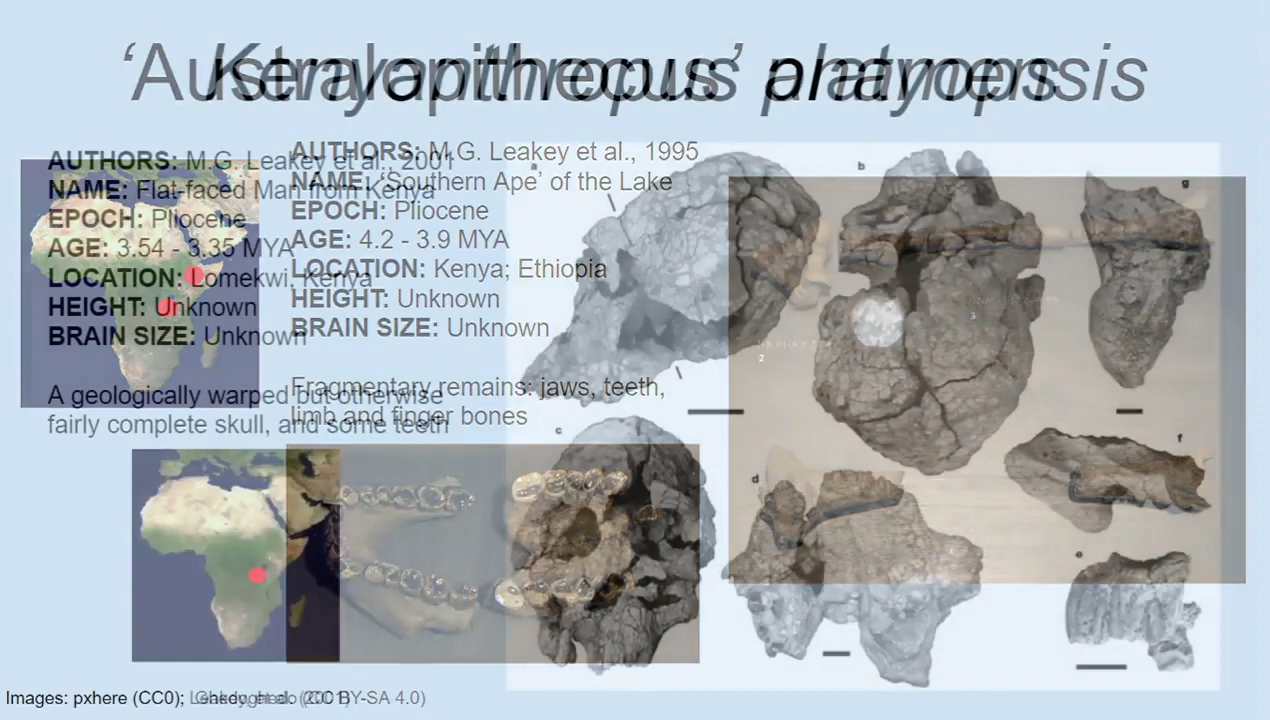 'Australopithecus' anamensis
Kenyanthropus platyops
AUTHORS: M.G. Leakey et al., 2001
NAME: Flat-faced Man from Kenya
EPOCH: Pliocene
AGE: 3.54 - 3.35 MYA
LOCATION: Lomekwi, Kenya
HEIGHT: Unknown
BRAIN SIZE: Unknown
A geologically warped but otherwise
fairly complete skull, and some teeth
AUTHORS: M.G. Leakey et al., 1995
NAME: 'Southern Ape' of the Lake
EPOCH: Pliocene
AGE: 4.2 - 3.9 MYA
LOCATION: Kenya; Ethiopia
HEIGHT: Unknown
BRAIN SIZE: Unknown
Fragmentary remains: jaws, teeth,
limb and finger bones
a
b
g
3
2
c
d
f
e
Images: pxhere (CC0);